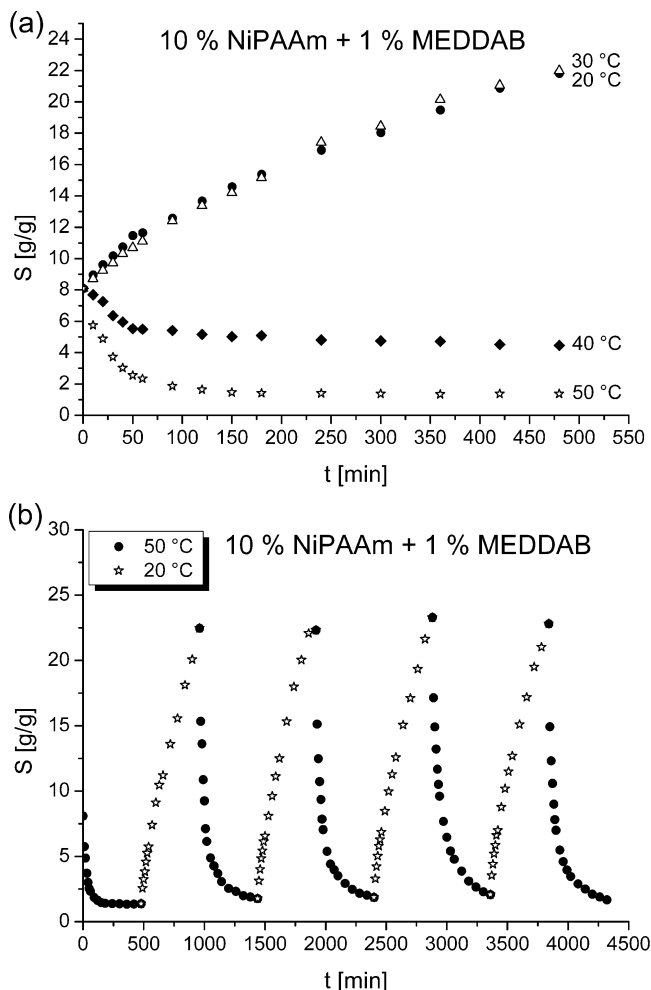 (a)
10 % NiPAAm + 1 % MEDDAB
24
22
20
18
16
14
12
10
8
6
4
2
0
S [g/g]
30 °C
20 °C
40 °C
50 °C
0 50 100 150 200 250 300 350 400 450 500 550
t [min]
(b)
10 % NiPAAm + 1 % MEDDAB
50 °C
20 °C
30
25
20
15
10
5
0
S [g/g]
0 500 1000 1500 2000 2500 3000 3500 4000 4500
t [min]